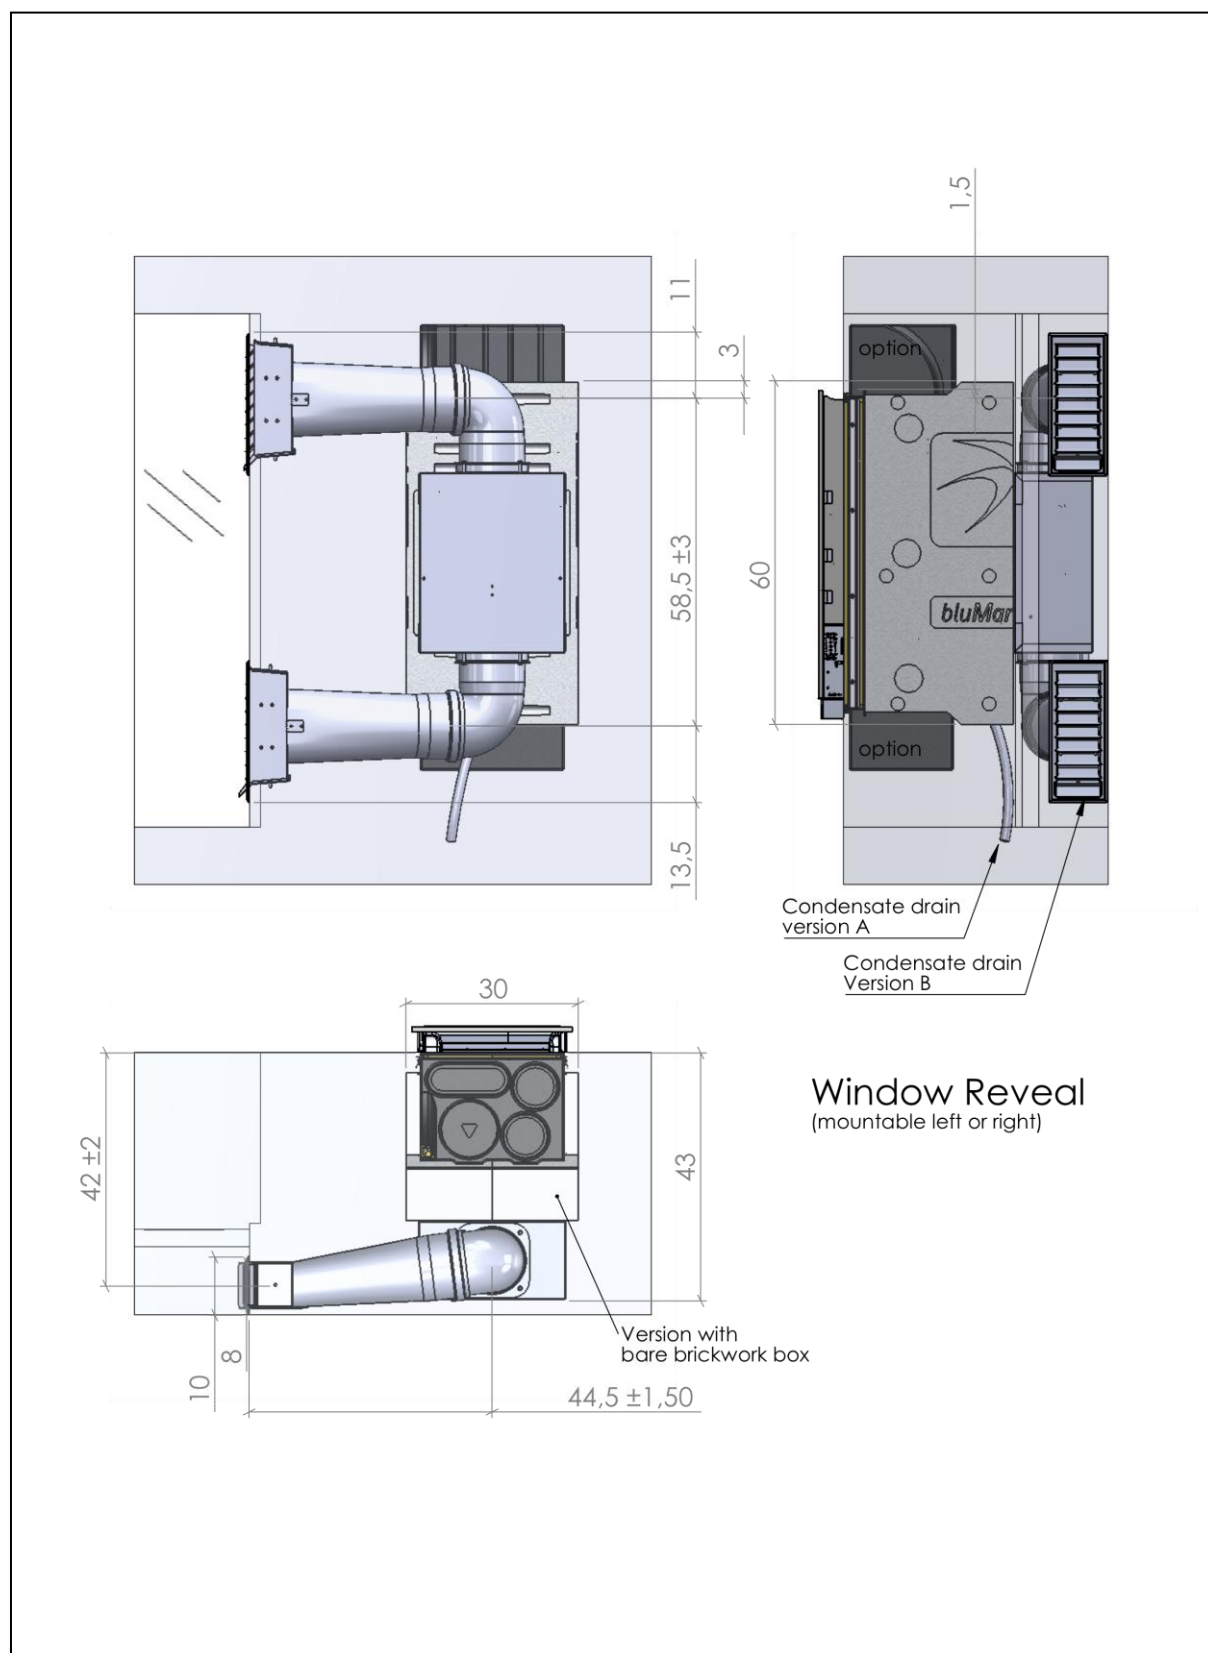 1,5
11
3
option
58,5 ±3
60
bluMar
option
13,5
Condensate drain
version A
Condensate drain
Version B
30
Window Reveal
(mountable left or right)
42 ±2
43
Version with
bare brickwork box
8
10
44,5 ±1,50